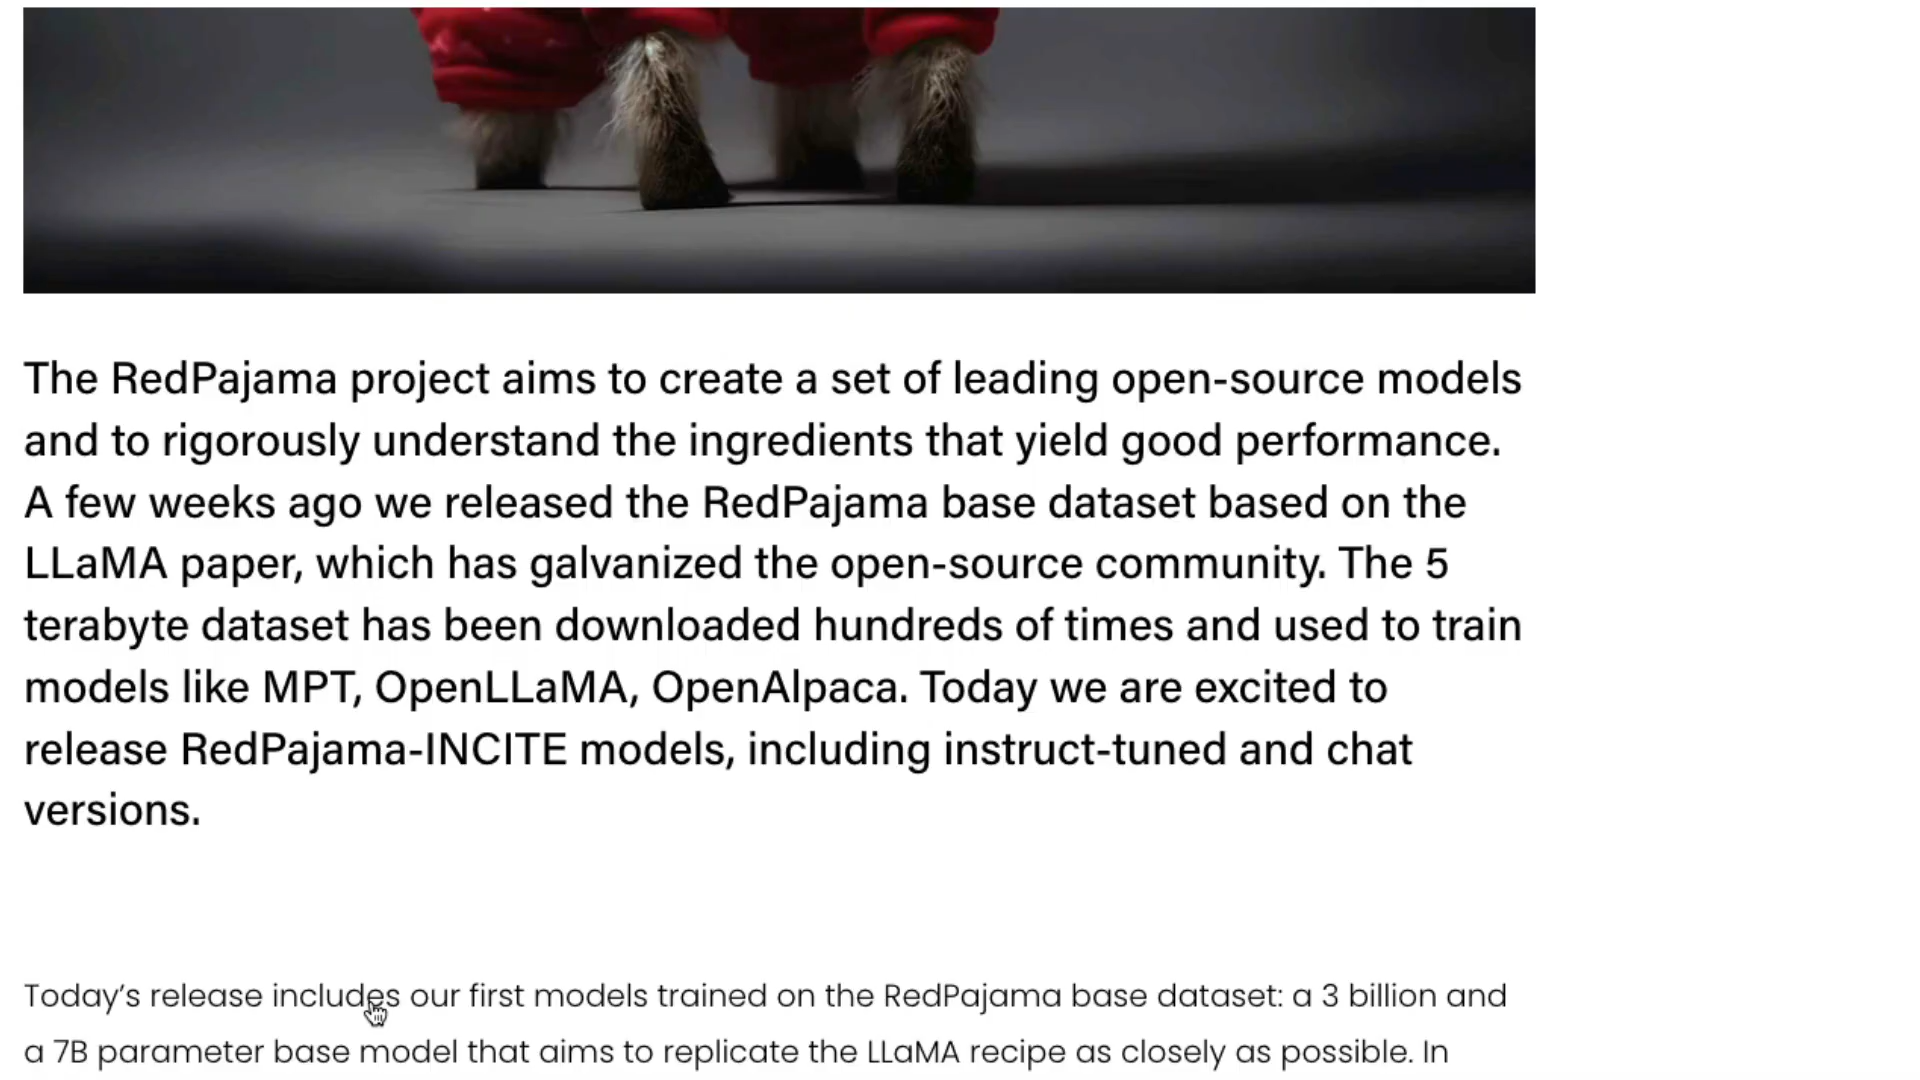 The RedPajama project aims to create a set of leading open-source models
and to rigorously understand the ingredients that yield good performance.
A few weeks ago we released the RedPajama base dataset based on the
LLaMA paper, which has galvanized the open-source community. The 5
terabyte dataset has been downloaded hundreds of times and used to train
models like MPT, OpenLLaMA, OpenAlpaca. Today we are excited to
release RedPajama-INCITE models, including instruct-tuned and chat
versions.
Today’s release includes our first models trained on the RedPajama base dataset: a 3 billion and
a 7B parameter base model that aims to replicate the LLaMA recipe as closely as possible. In